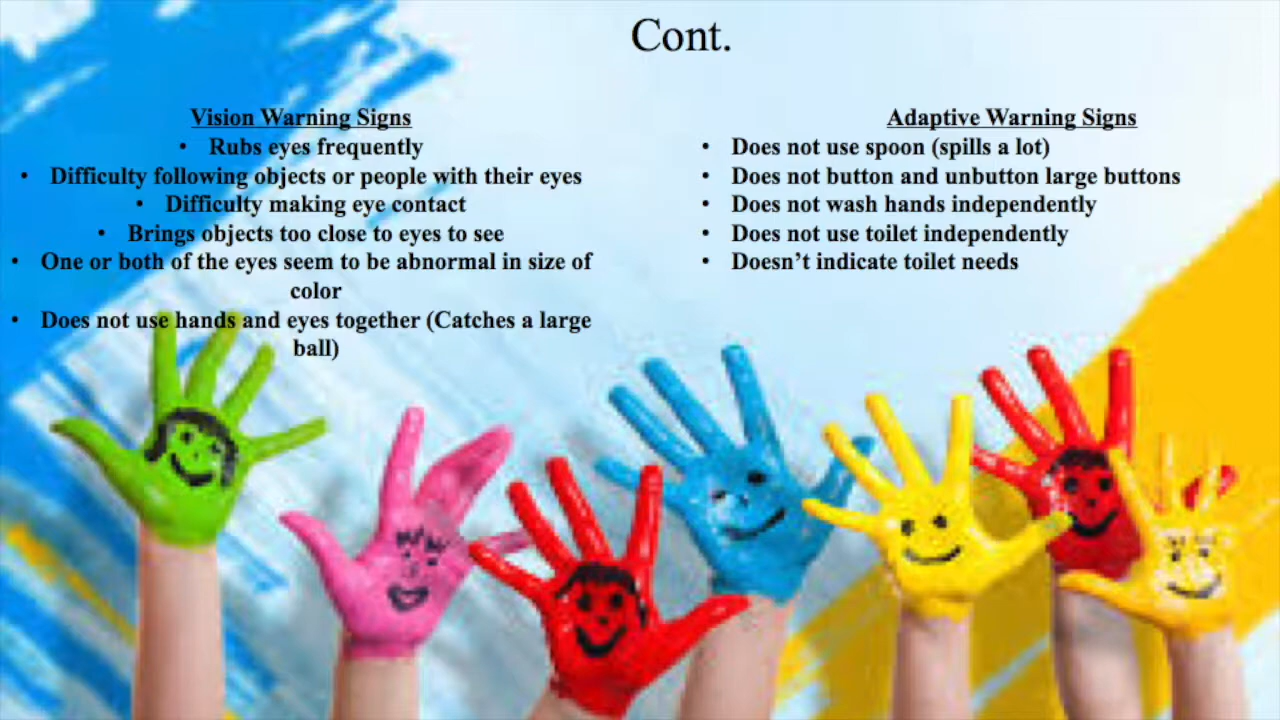 Cont.
Vision Warning Signs
• Rubs eyes frequently
• Difficulty following objects or people with their eyes
• Difficulty making eye contact
• Brings objects too close to eyes to see
• One or both of the eyes seem to be abnormal in size of
color
• Does not use hands and eyes together (Catches a large
ball)
Adaptive Warning Signs
• Does not use spoon (spills a lot)
• Does not button and unbutton large buttons
• Does not wash hands independently
• Does not use toilet independently
• Doesn’t indicate toilet needs